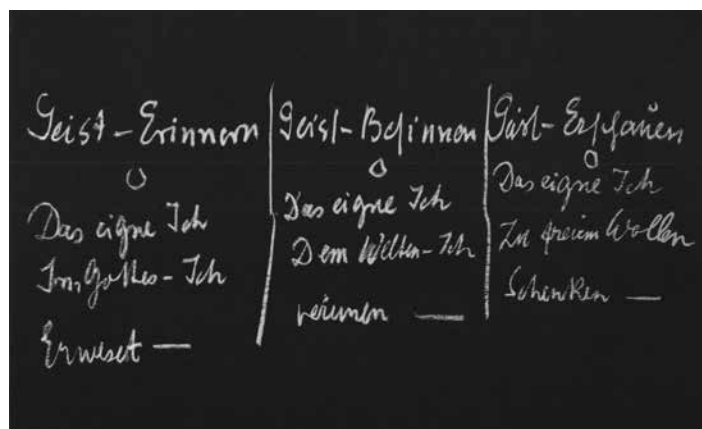 Geist-Erinnern
Das eigne Ich
Im Gottes-Ich
Erweset —
Geist-Besinnen
Das eigne Ich
Dem Welten-Ich
vereinen —
Geist-Erschauen
Das eigne Ich
Zu freiem Wollen
Schenken —